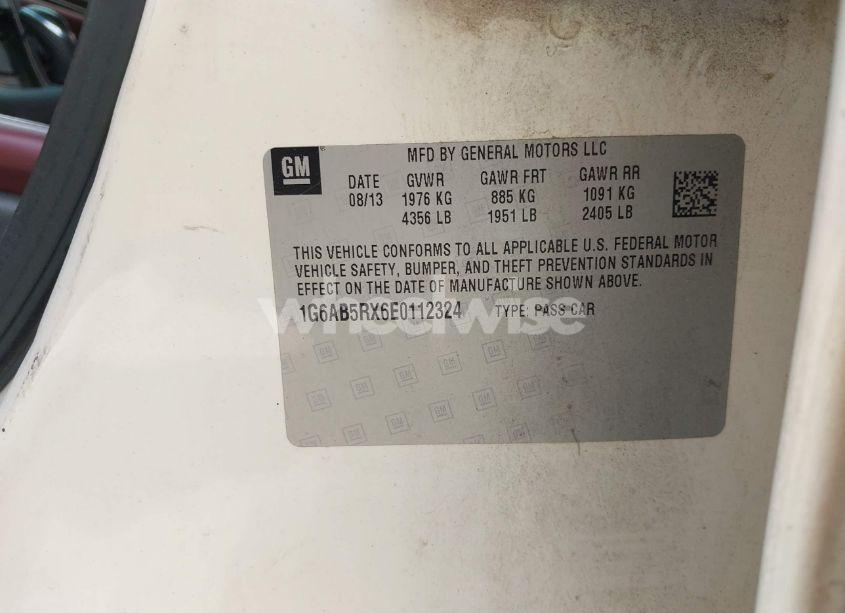 GM
MFD BY GENERAL MOTORS LLC
DATE GVWR GAWR FRT GAWR RR
08/13 1976 KG 885 KG 1091 KG
4356 LB 1951 LB 2405 LB
THIS VEHICLE CONFORMS TO ALL APPLICABLE U.S. FEDERAL MOTOR
VEHICLE SAFETY, BUMPER, AND THEFT PREVENTION STANDARDS IN
EFFECT ON THE DATE OF MANUFACTURE SHOWN ABOVE.
1G6AB5RX6E0112324 TYPE: PASS CAR
wheelwise